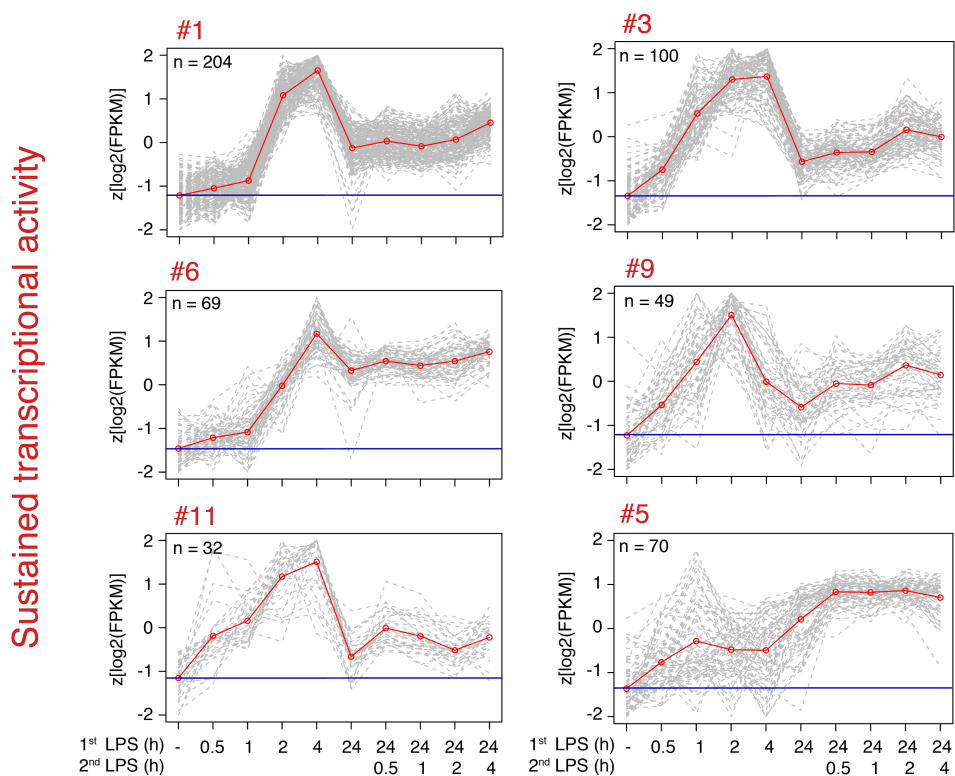 Sustained transcriptional activity
#1
n = 204
z[log2(FPKM)]
2
1
0
-1
-2
#3
n = 100
z[log2(FPKM)]
2
1
0
-1
-2
#6
n = 69
z[log2(FPKM)]
2
1
0
-1
-2
#9
n = 49
z[log2(FPKM)]
2
1
0
-1
-2
#11
n = 32
z[log2(FPKM)]
2
1
0
-1
-2
#5
n = 70
z[log2(FPKM)]
2
1
0
-1
-2
1st LPS (h) - 0.5 1 2 4 24 24 24 24 24
2nd LPS (h) 0.5 1 2 4
1st LPS (h) - 0.5 1 2 4 24 24 24 24 24
2nd LPS (h) 0.5 1 2 4